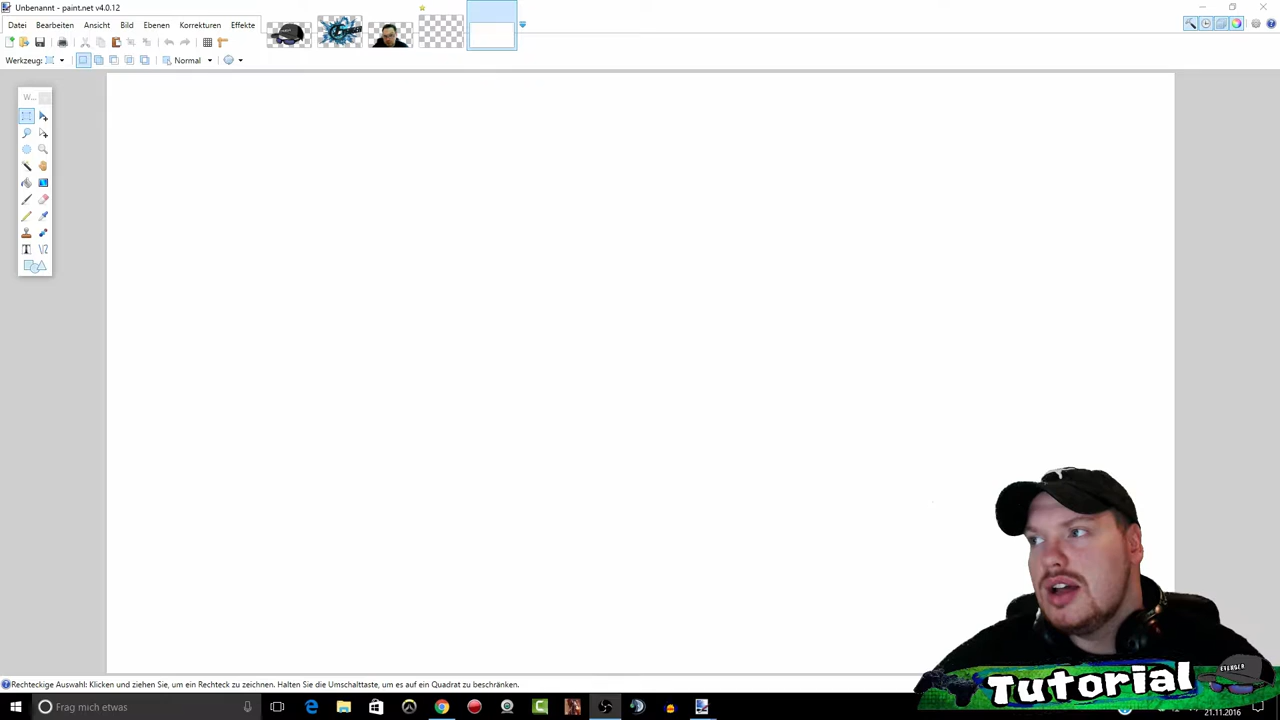 Unbenannt - paint.net v4.0.12
Datei Bearbeiten Ansicht Bild Ebenen Korrekturen Effekte
Werkzeug: Normal
W...
Rechteckige Auswahl: Klicken und ziehen Sie, um ein Rechteck zu zeichnen. Halten Sie die Umschalttaste, um es auf ein Quadrat zu beschränken.
Tutorial
Frag mich etwas
21.11.2016